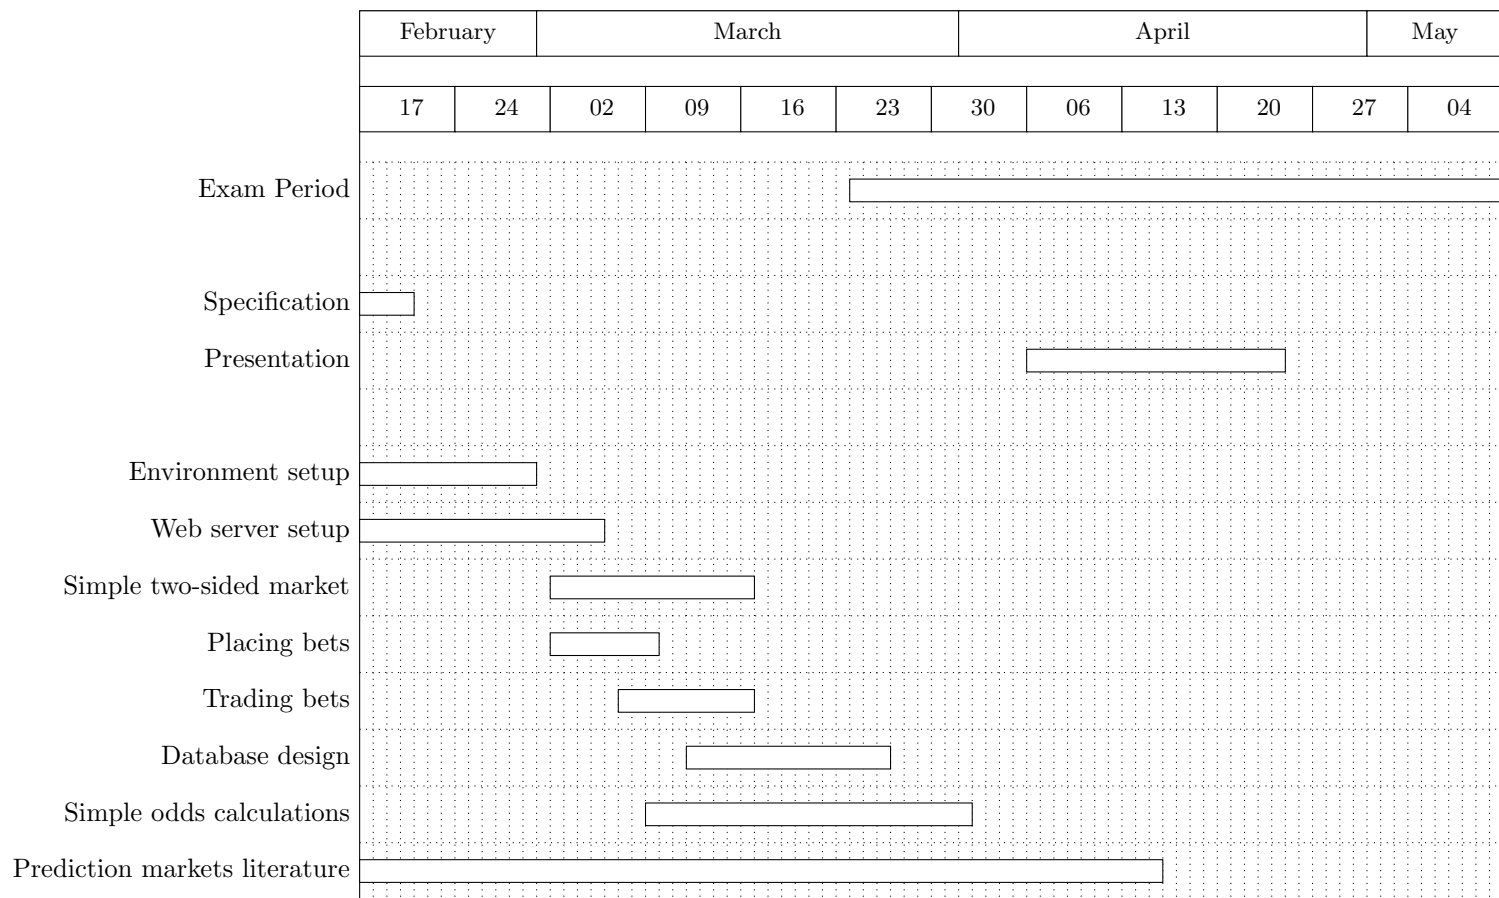 February March April May
17 24 02 09 16 23 30 06 13 20 27 04
Exam Period
Specification
Presentation
Environment setup
Web server setup
Simple two-sided market
Placing bets
Trading bets
Database design
Simple odds calculations
Prediction markets literature